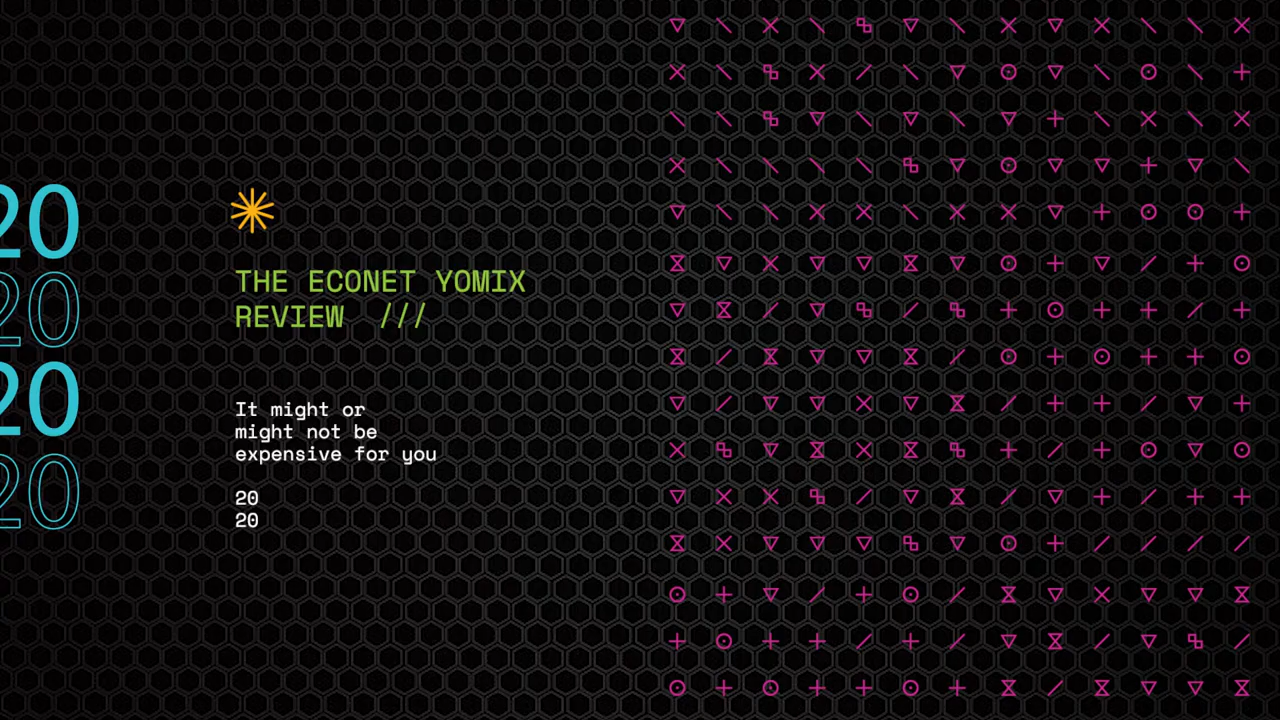 20
20
20
20
THE ECONET YOMIX
REVIEW ///
It might or
might not be
expensive for you
20
20